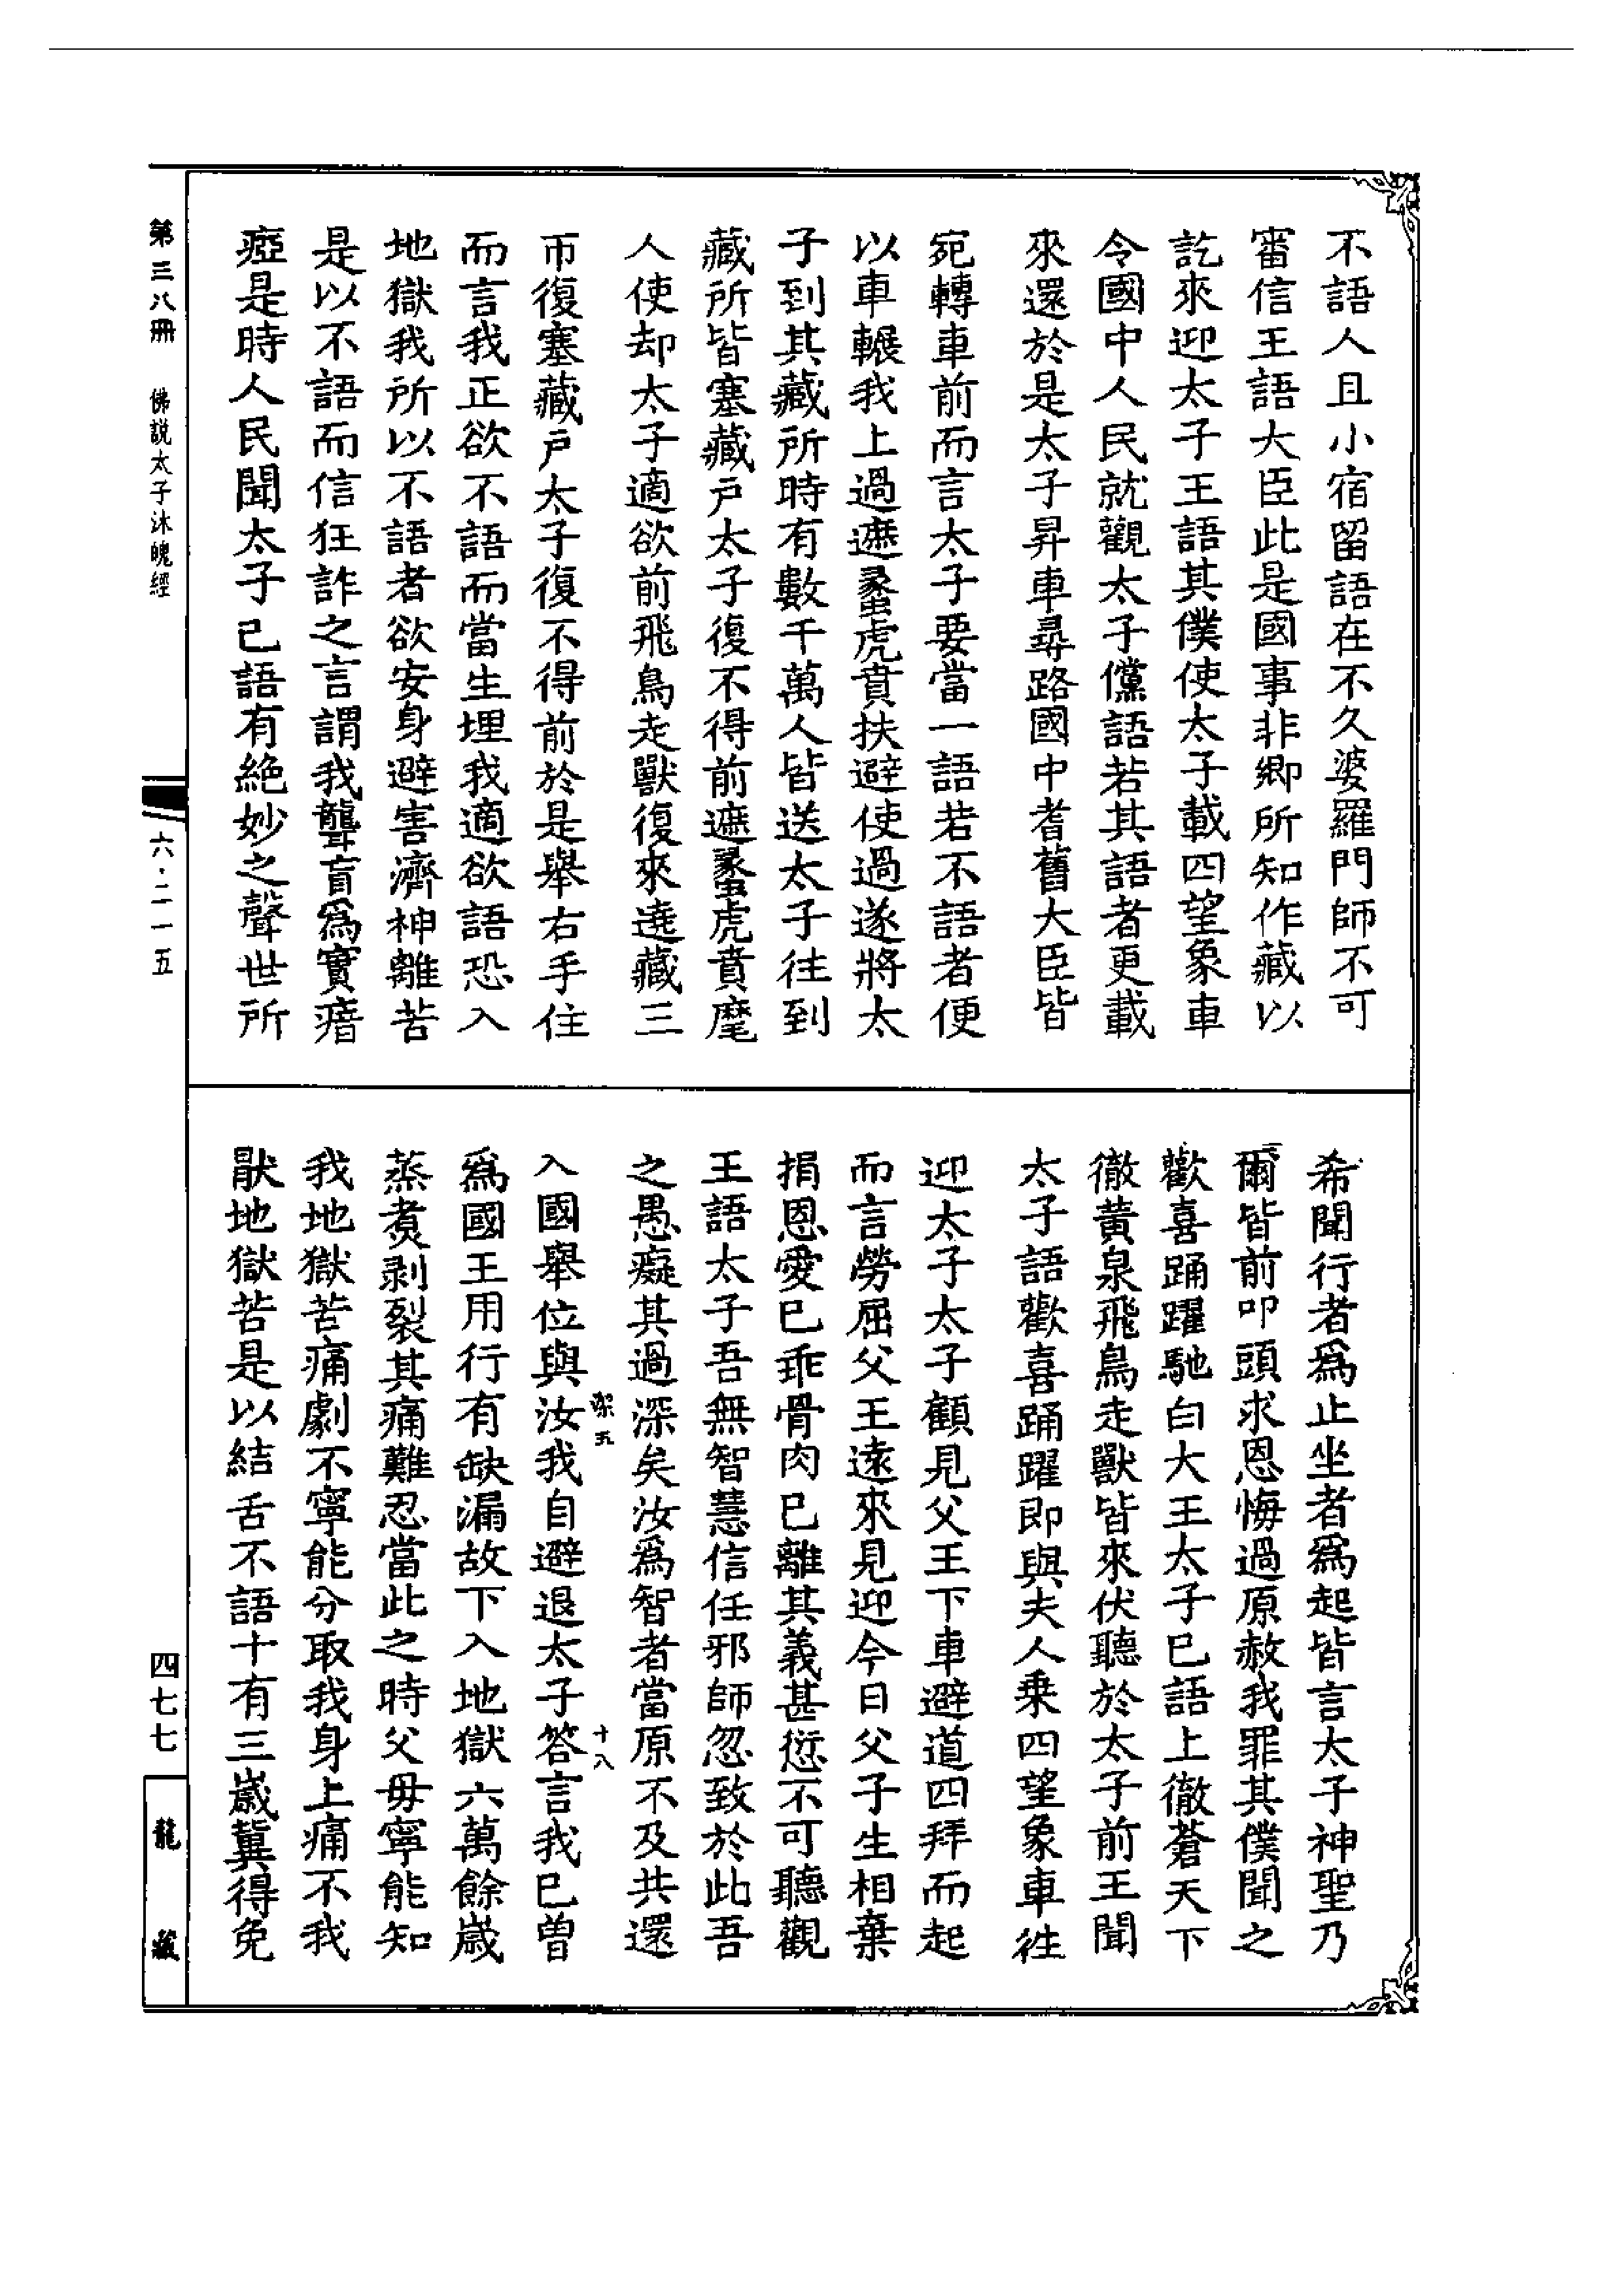 不語人且小宿留語在不久婆羅門師不可
審信王語大臣此是國事非卿所知作藏以
訖來迎太子王語其僕使太子載四望象車
令國中人民就觀太子儻語若其語者更載
來還於是太子昇車尋路國中耆舊大臣皆
宛轉車前而言太子要當一語若不語者便
以車輾我上過遮䗍虎賁扶避使過遂將太
子到其藏所時有數千萬人皆送太子往到
藏所皆塞藏戶太子復不得前遮䗍虎賁麾
人使却太子適欲前飛鳥走獸復來遶藏三
帀復塞藏戶太子復不得前於是舉右手住
而言我正欲不語而當生埋我適欲語恐入
地獄我所以不語者欲安身避害濟神離苦
是以不語而信狂詐之言謂我聾盲爲實瘖
瘂是時人民聞太子已語有絶妙之聲世所
希聞行者爲止坐者爲起皆言太子神聖乃
爾皆前叩頭求恩悔過原赦我罪其僕聞之
歡喜踊躍馳白大王太子已語上徹蒼天下
徹黄泉飛鳥走獸皆來伏聽於太子前王聞
太子語歡喜踊躍即與夫人乗四望象車往
迎太子太子顧見父王下車避道四拜而起
而言勞屈父王遠來見迎今日父子生相棄
捐恩愛已乖骨肉已離其義甚愆不可聽觀
王語太子吾無智慧信任邪師忽致於此吾
之愚癡其過深矣汝爲智者當原不及共還
入國舉位與汝我自避退太子答言我已曽
爲國王用行有缺漏故下入地獄六萬餘歲
蒸煑剥裂其痛難忍當此之時父毋寧能知
我地獄苦痛劇不寧能分取我身上痛不我
猒地獄苦是以結舌不語十有三歲冀得免
五
十八
第三八冊
佛説太子沐魄經
六·二一五
四七七
龍藏